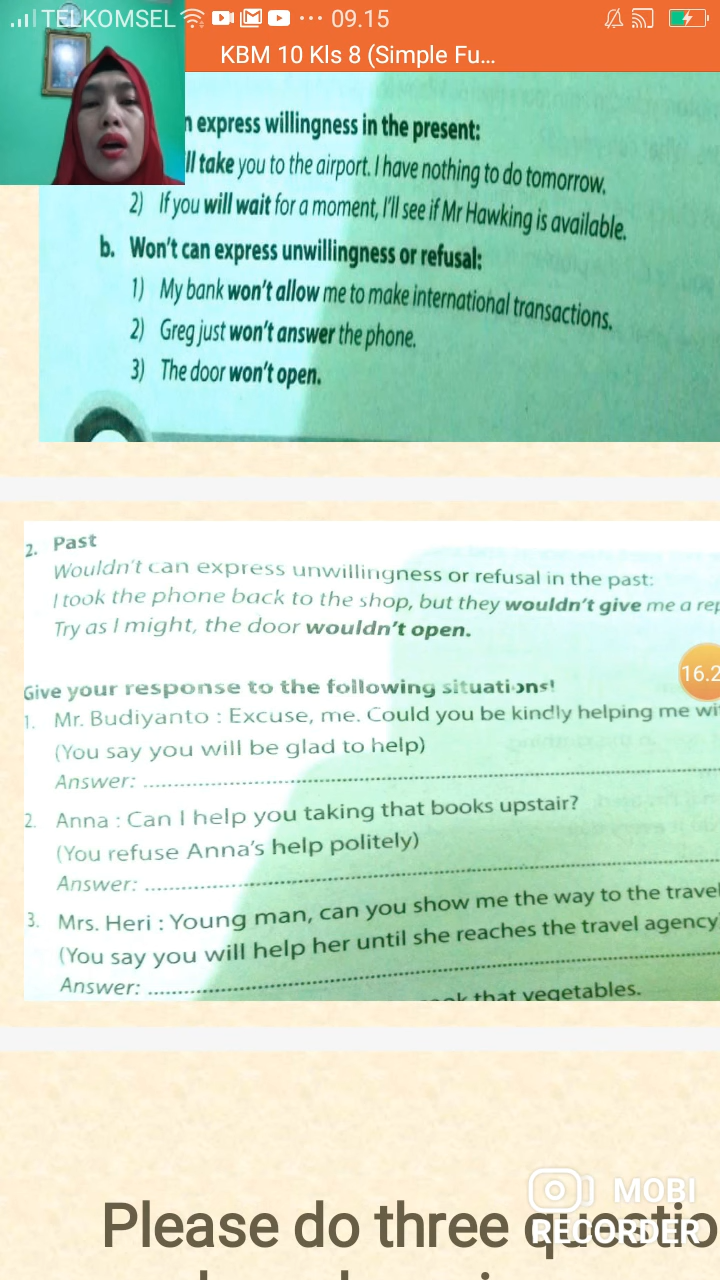 TELKOMSEL ... 09.15
KBM 10 Kls 8 (Simple Fu...
express willingness in the present:
'll take you to the airport. I have nothing to do tomorrow.
2) If you will wait for a moment, I'll see if Mr Hawking is available.
b. Won't can express unwillingness or refusal:
1) My bank won't allow me to make international transactions.
2) Greg just won't answer the phone.
3) The door won't open.
2. Past
Wouldn't can express unwillingness or refusal in the past:
I took the phone back to the shop, but they wouldn't give me a rep
Try as I might, the door wouldn't open.
16.2
Give your response to the following situations!
1. Mr. Budiyanto : Excuse, me. Could you be kindly helping me wi
(You say you will be glad to help)
Answer:
2. Anna : Can I help you taking that books upstair?
(You refuse Anna's help politely)
Answer:
3. Mrs. Heri : Young man, can you show me the way to the travel
(You say you will help her until she reaches the travel agency
Answer:
that vegetables.
MOBI
RECORDER
Please do three questio